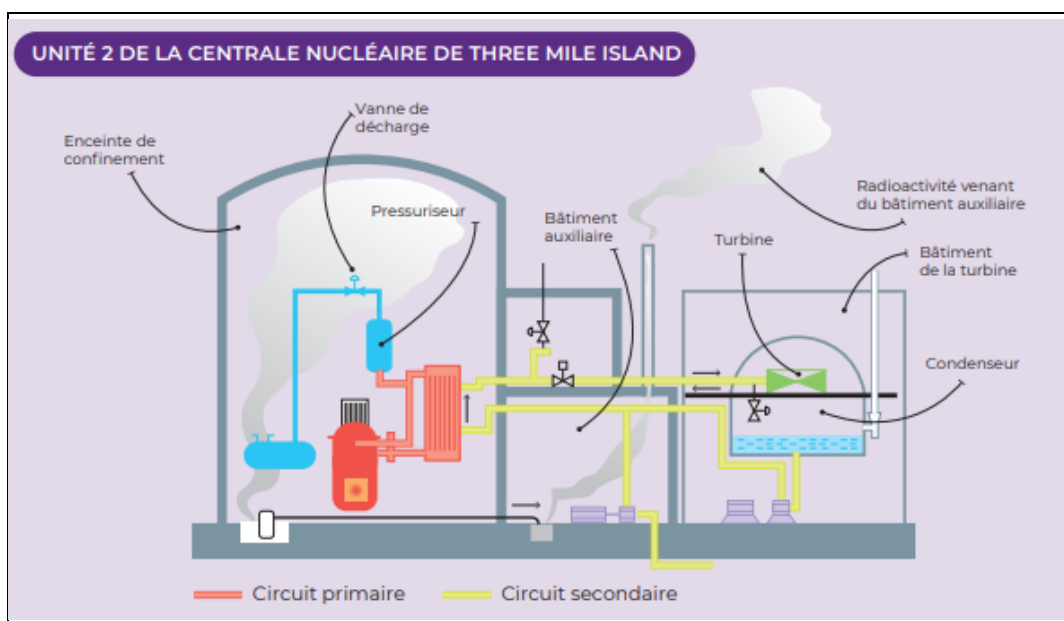 UNITÉ 2 DE LA CENTRALE NUCLÉAIRE DE THREE MILE ISLAND
Vanne de
décharge
Enceinte de
confinement
Pressuriseur
Bâtiment
auxiliaire
Radioactivité venant
du bâtiment auxiliaire
Turbine
Bâtiment
de la turbine
Condenseur
Circuit primaire
Circuit secondaire